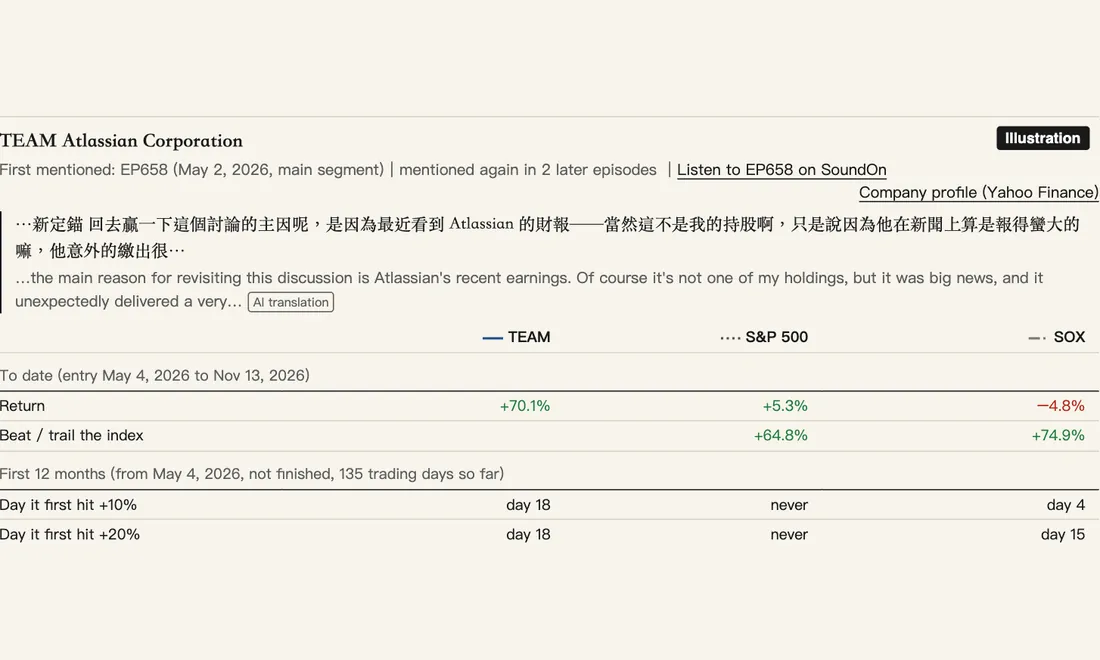 TEAM Atlassian Corporation
Illustration
First mentioned: EP658 (May 2, 2026, main segment) | mentioned again in 2 later episodes | Listen to EP658 on SoundOn
Company profile (Yahoo Finance)
⋯新定錨 回去贏一下這個討論的主因呢，是因為最近看到 Atlassian 的財報——當然這不是我的持股啊，只是說因為他在新聞上算是報得蠻大的
嘛，他意外的繳出很⋯
…the main reason for revisiting this discussion is Atlassian's recent earnings. Of course it's not one of my holdings, but it was big news, and it
unexpectedly delivered a very… AI translation
TEAM S&P 500 SOX
To date (entry May 4, 2026 to Nov 13, 2026)
Return +70.1% +5.3% −4.8%
Beat / trail the index +64.8% +74.9%
First 12 months (from May 4, 2026, not finished, 135 trading days so far)
Day it first hit +10% day 18 never day 4
Day it first hit +20% day 18 never day 15